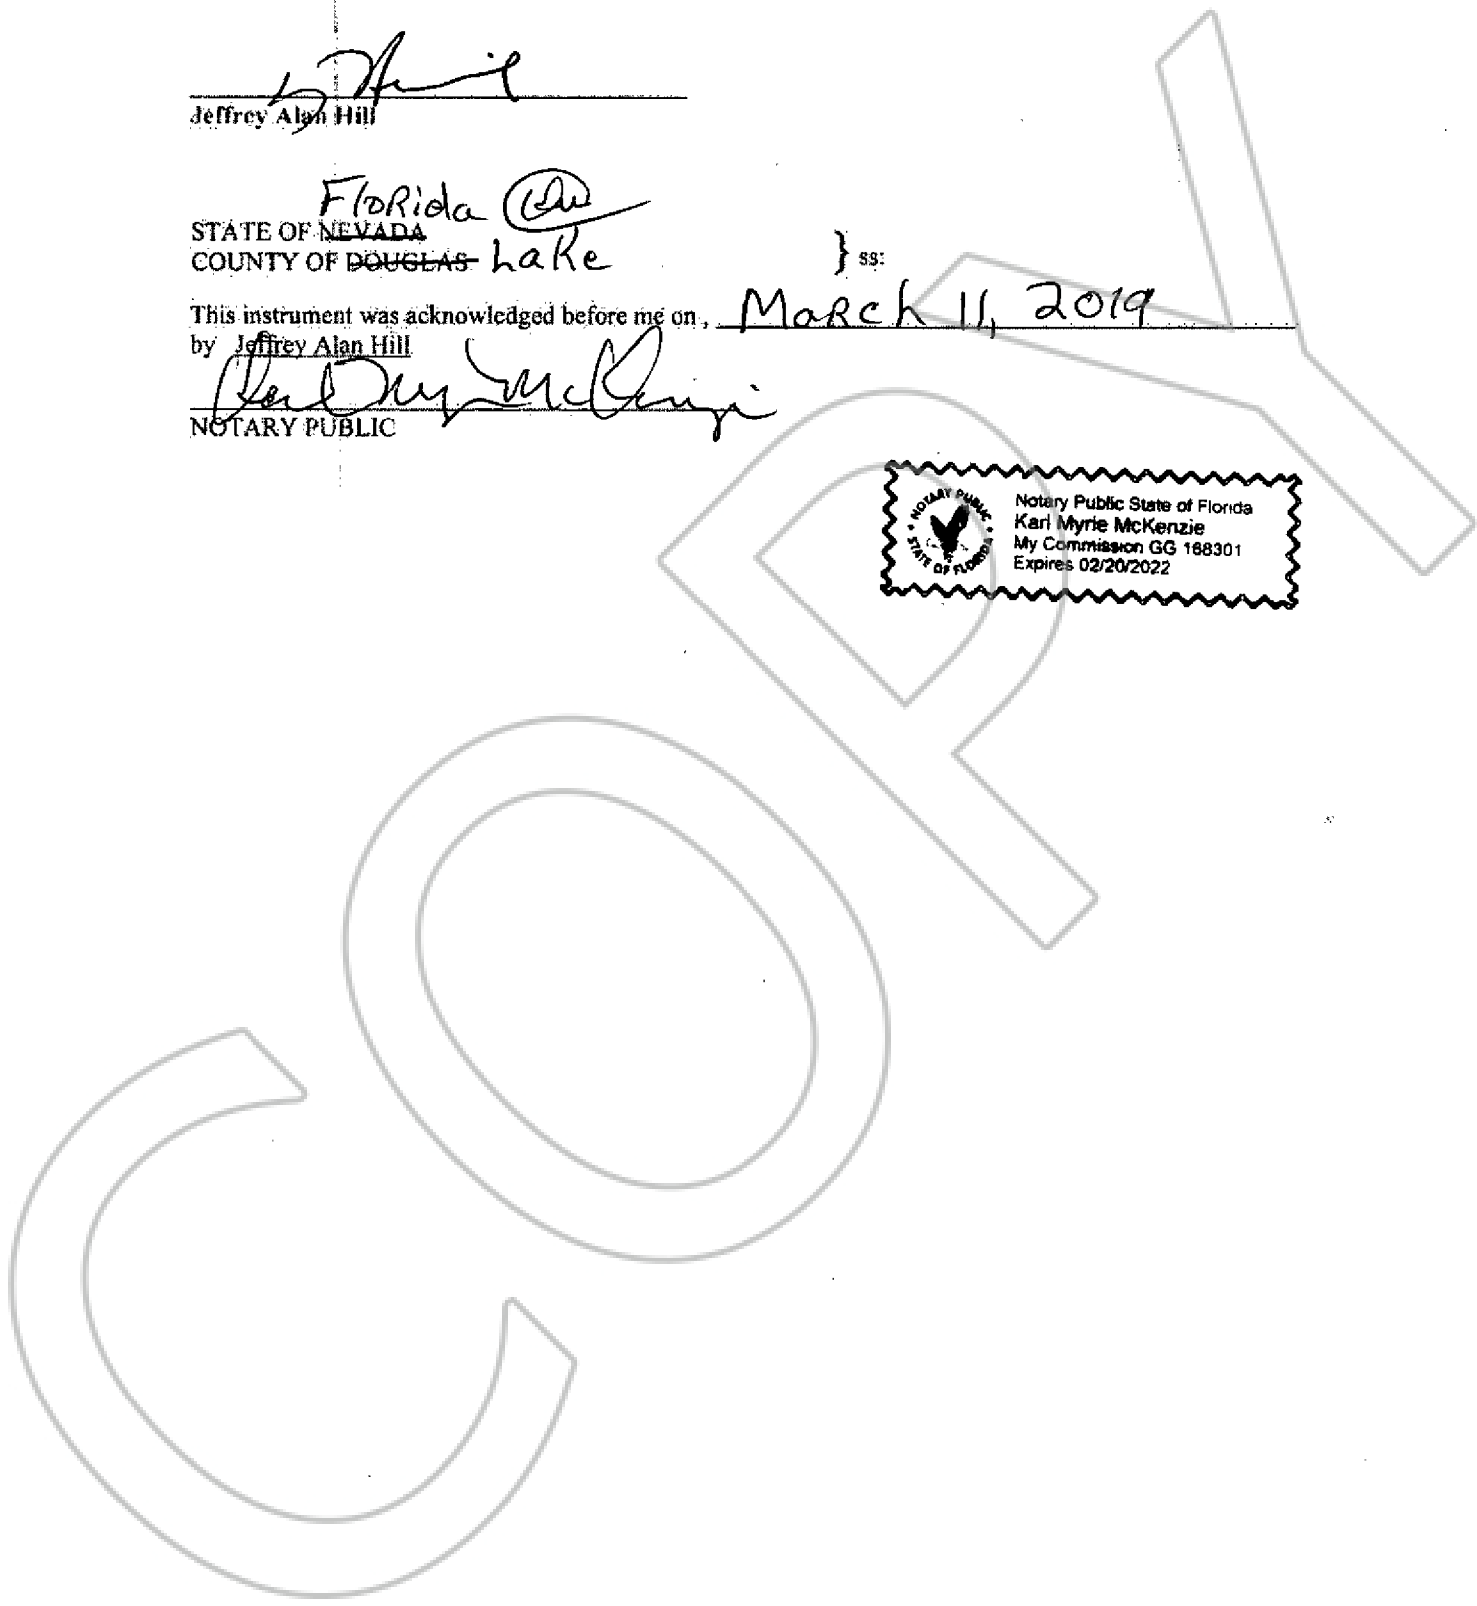 Jeffrey Alan Hill
Florida
STATE OF NEVADA
COUNTY OF DOUGLAS Lake
} ss:
This instrument was acknowledged before me on , March 11, 2019
by Jeffrey Alan Hill
NOTARY PUBLIC
NOTARY PUBLIC
STATE OF FLORIDA
Notary Public State of Florida
Karl Myrie McKenzie
My Commission GG 168301
Expires 02/20/2022
COPY